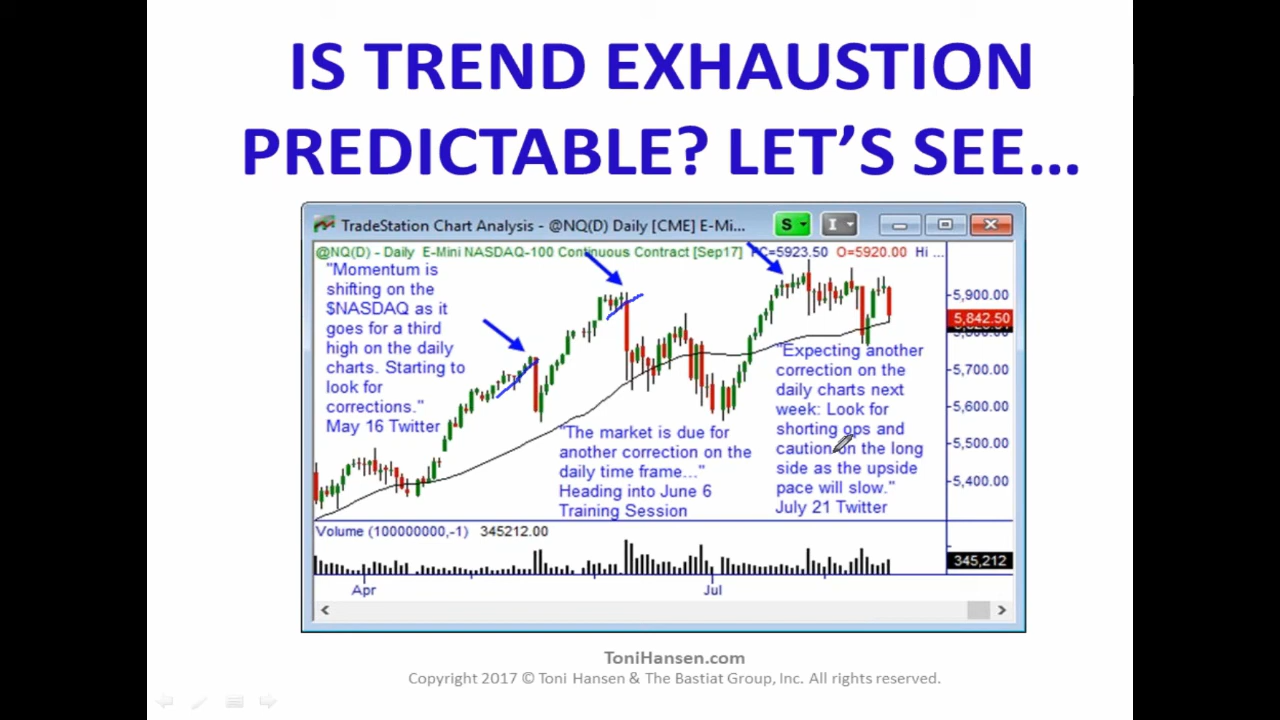 IS TREND EXHAUSTION
PREDICTABLE? LET'S SEE...
TradeStation Chart Analysis - @NQ(D) Daily [CME] E-Mi...
S
I
@NQ(D) - Daily E-Mini NASDAQ-100 Continuous Contract [Sep17] C=5923.50 O=5920.00 Hi ...
"Momentum is
shifting on the
$NASDAQ as it
goes for a third
high on the daily
charts. Starting to
look for
corrections."
May 16 Twitter
"The market is due for
another correction on the
daily time frame..."
Heading into June 6
Training Session
"Expecting another
correction on the
daily charts next
week: Look for
shorting ops and
caution on the long
side as the upside
pace will slow."
July 21 Twitter
5,900.00
5,842.50
5,700.00
5,600.00
5,500.00
5,400.00
Volume (100000000,-1) 345212.00
345,212
Apr
Jul
ToniHansen.com
Copyright 2017 © Toni Hansen & The Bastiat Group, Inc. All rights reserved.